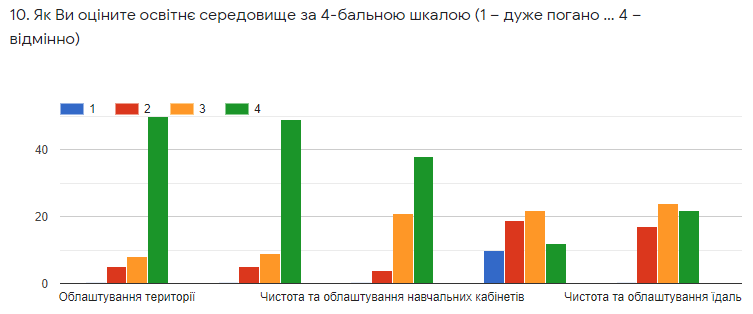 10. Як Ви оціните освітнє середовище за 4-бальною шкалою (1 – дуже погано ... 4 –
відмінно)
1 2 3 4
40
20
0
Облаштування території Чистота та облаштування навчальних кабінетів Чистота та облаштування їдаль